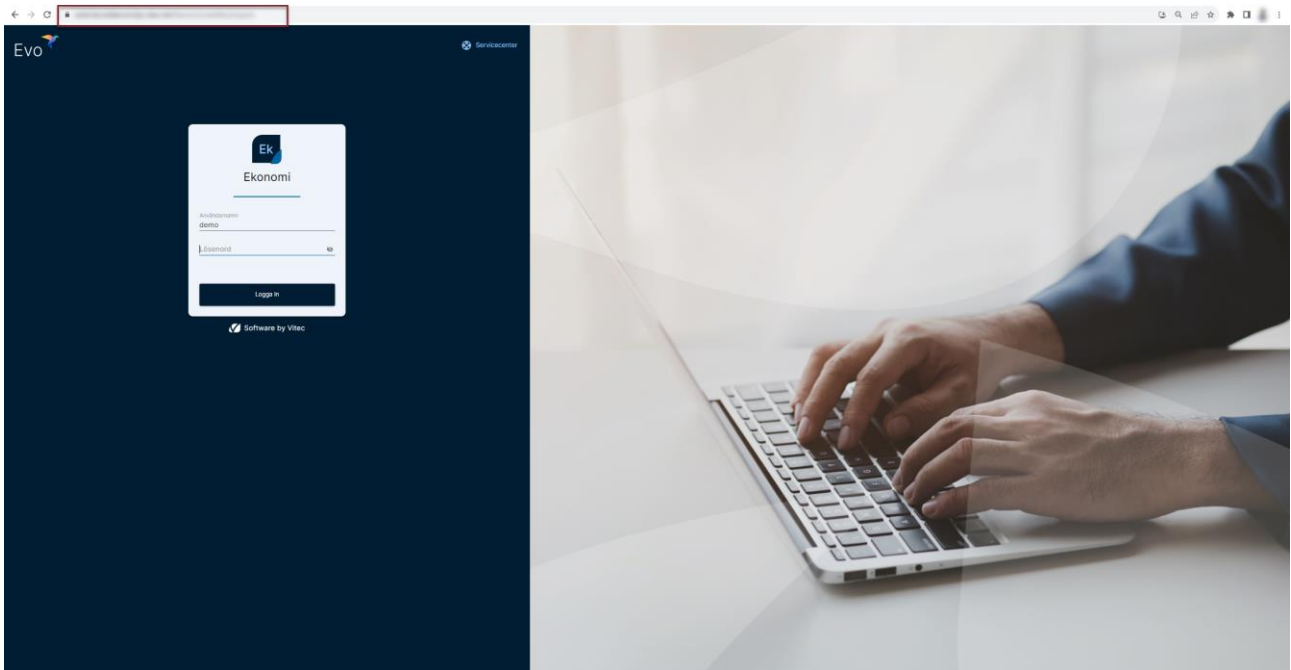 Evo
Servicecenter
Ek
Ekonomi
Användarnamn
demo
Lösenord
Logga in
Software by Vitec